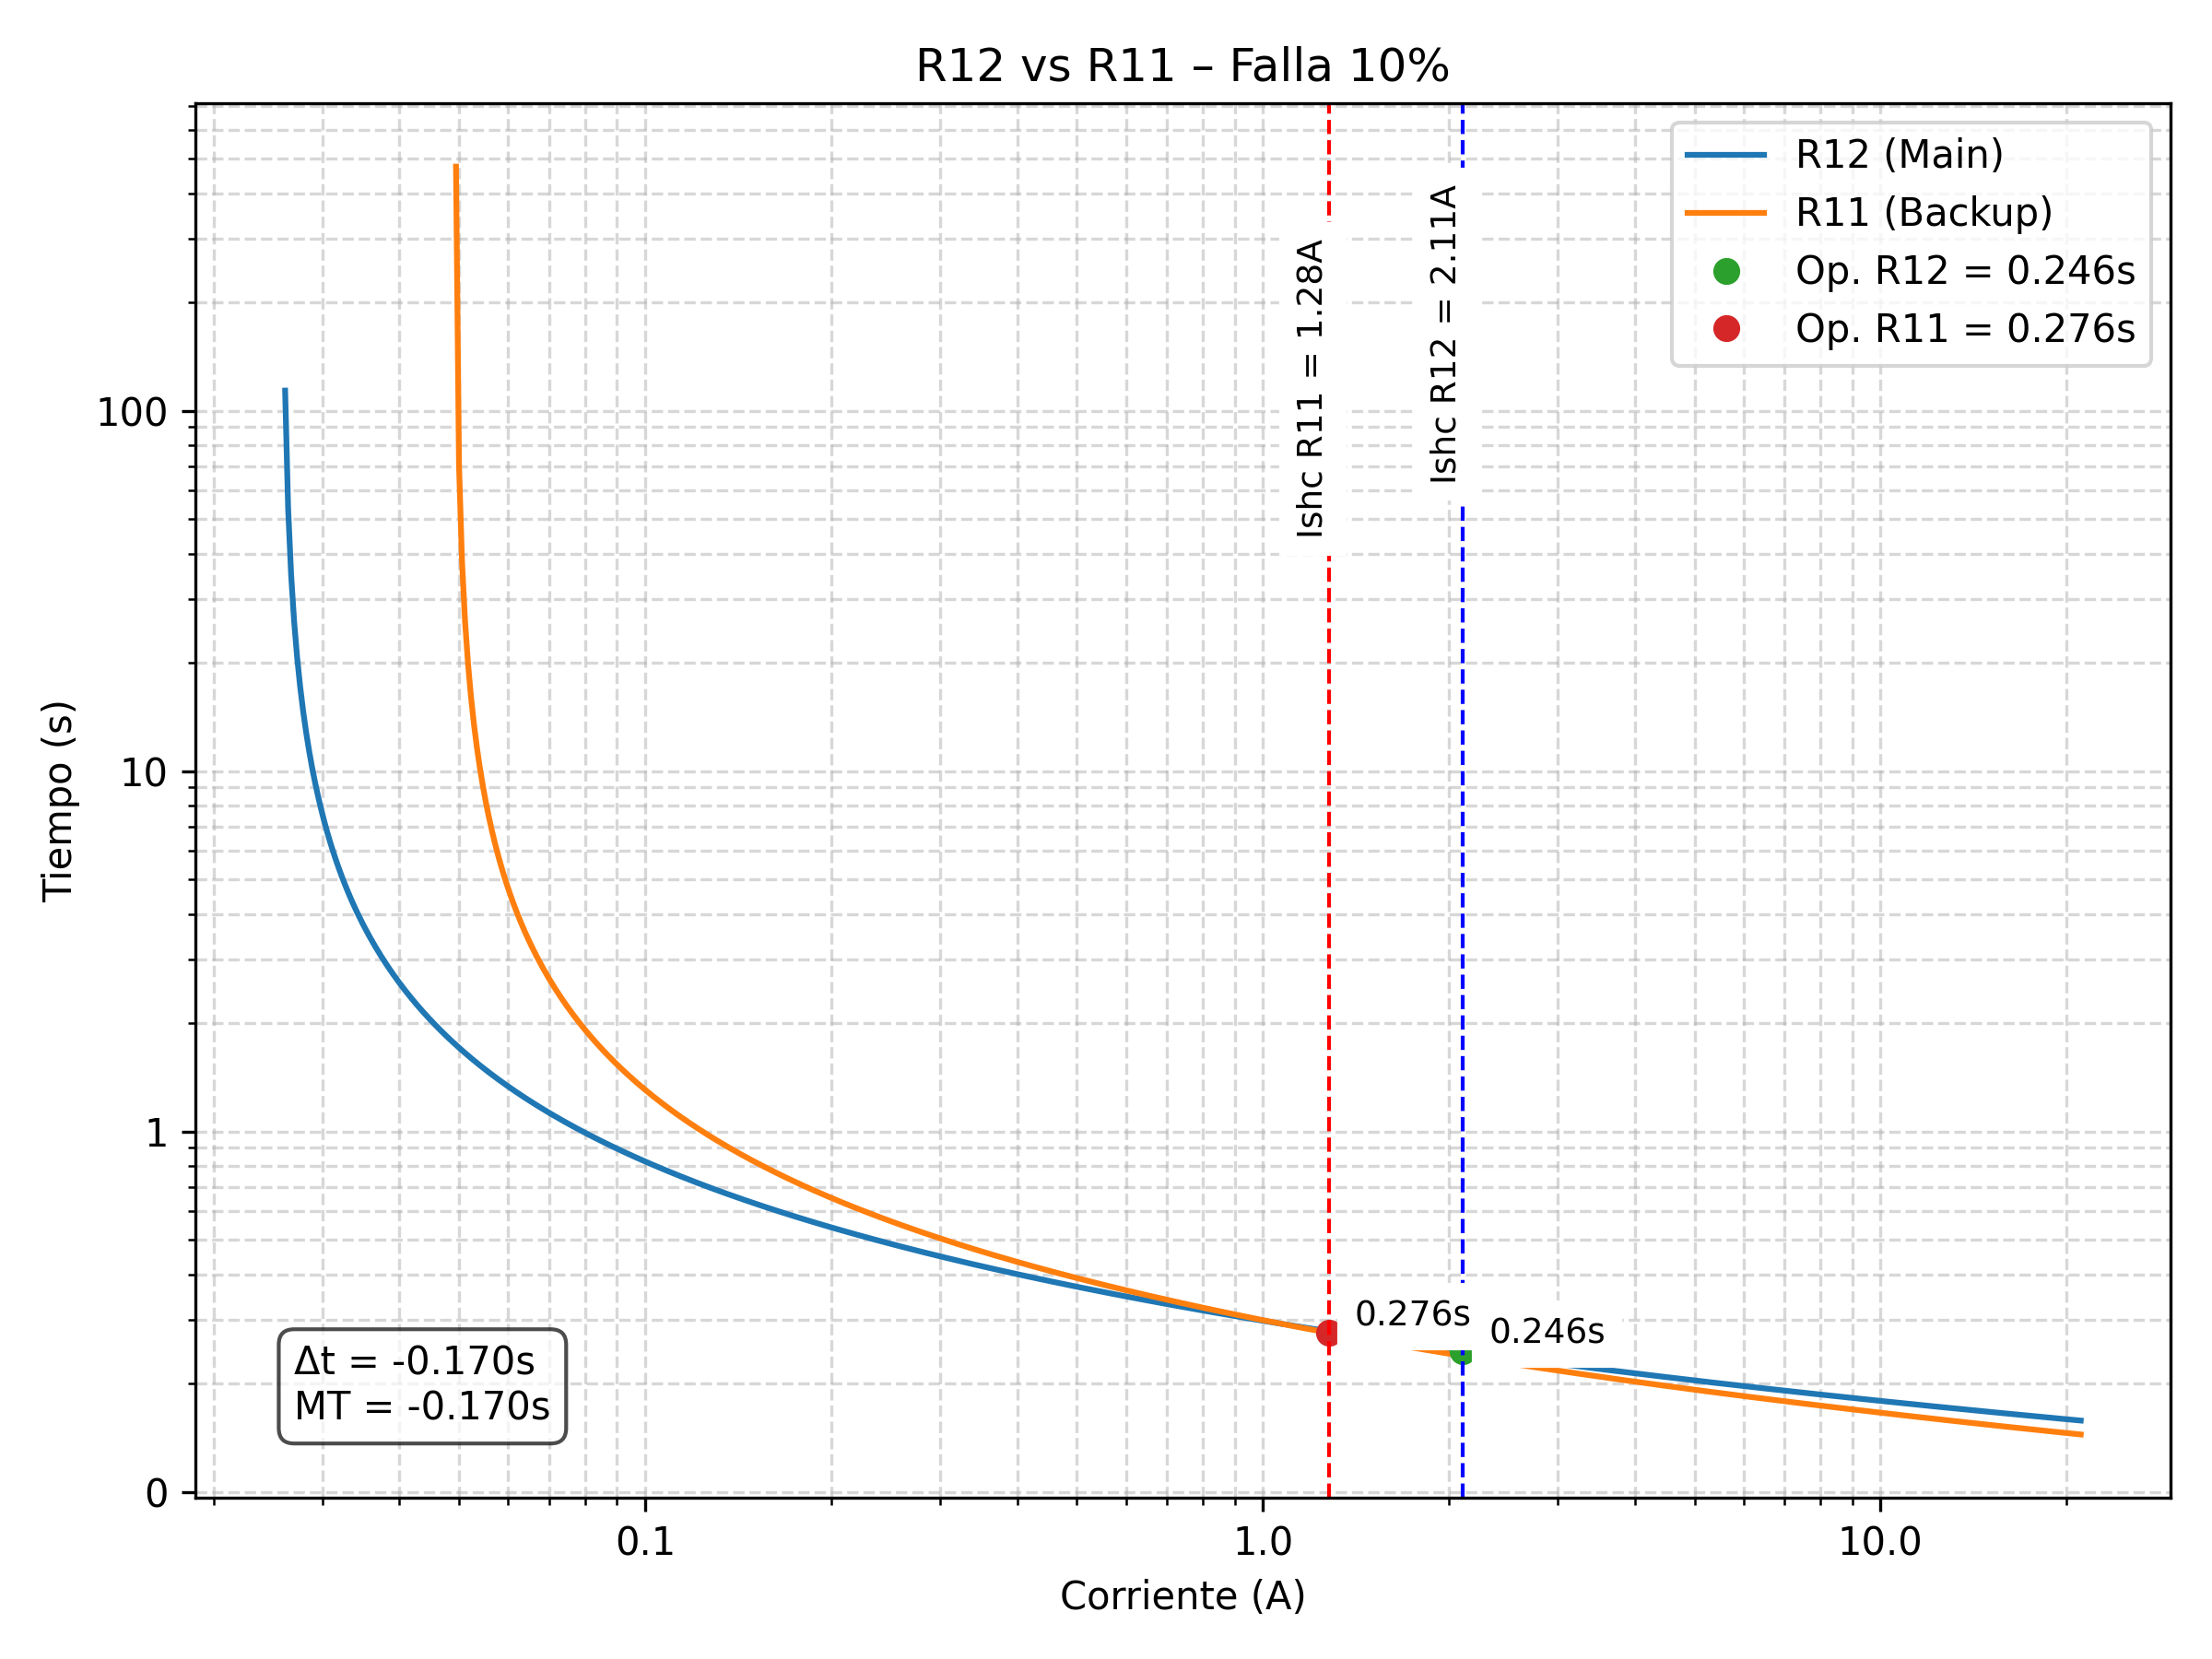 R12 vs R11 – Falla 10%
R12 (Main)
R11 (Backup)
Op. R12 = 0.246s
Op. R11 = 0.276s
Ishc R11 = 1.28A
Ishc R12 = 2.11A
Tiempo (s)
100
10
1
0
0.276s
0.246s
Δt = -0.170s
MT = -0.170s
0.1
1.0
10.0
Corriente (A)